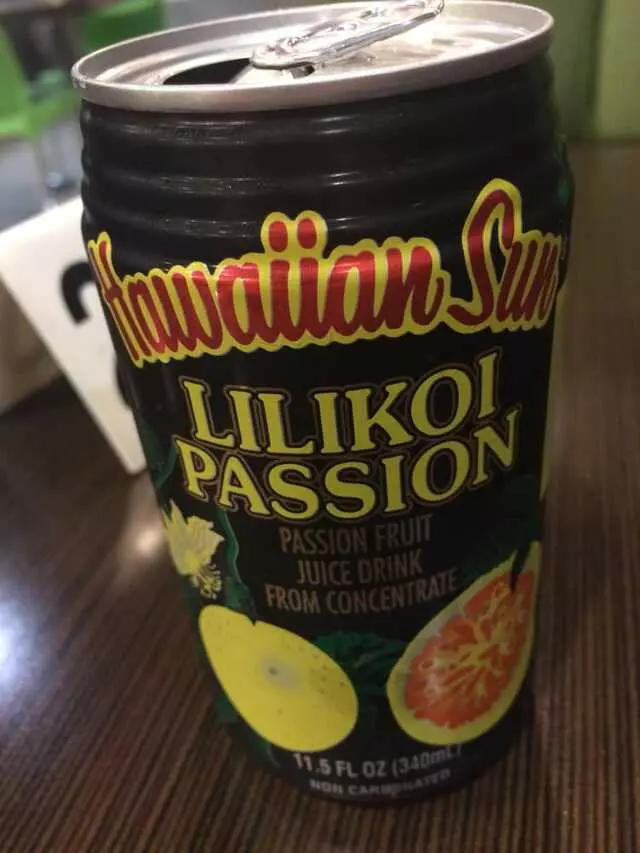 Hawaiian Sun
LILIKOI
PASSION
PASSION FRUIT
JUICE DRINK
FROM CONCENTRATE
11.5 FL OZ (340mL)
NON CARBONATED